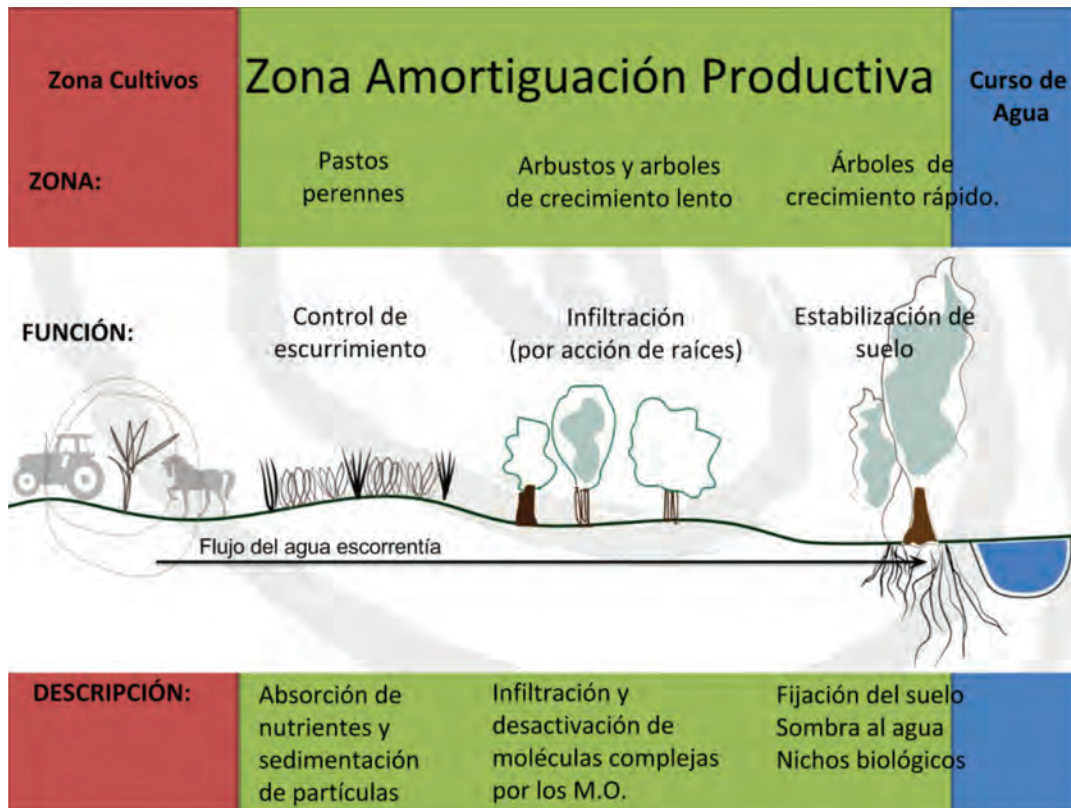 Zona Cultivos
Zona Amortiguación Productiva
Curso de
Agua
ZONA:
Pastos
perennes
Arbustos y arboles
de crecimiento lento
Árboles de
crecimiento rápido.
FUNCIÓN:
Control de
escurrimiento
Infiltración
(por acción de raíces)
Estabilización de
suelo
Flujo del agua escorrentía
DESCRIPCIÓN:
Absorción de
nutrientes y
sedimentación
de partículas
Infiltración y
desactivación de
moléculas complejas
por los M.O.
Fijación del suelo
Sombra al agua
Nichos biológicos